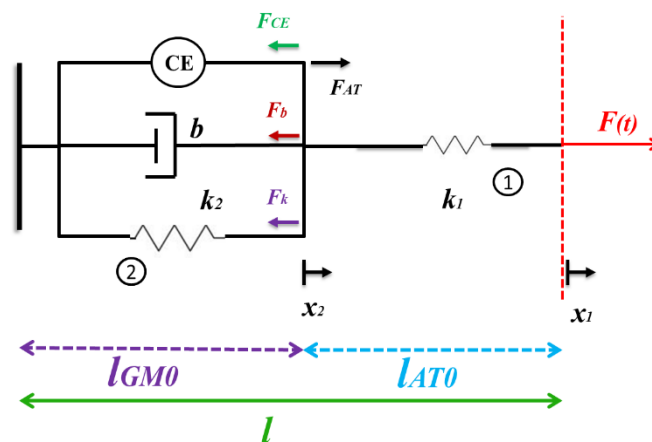 F_CE
CE
F_AT
F_b
b
F(t)
F_k
k_2
k_1
①
②
x_2
x_1
l_GM0
l_AT0
l